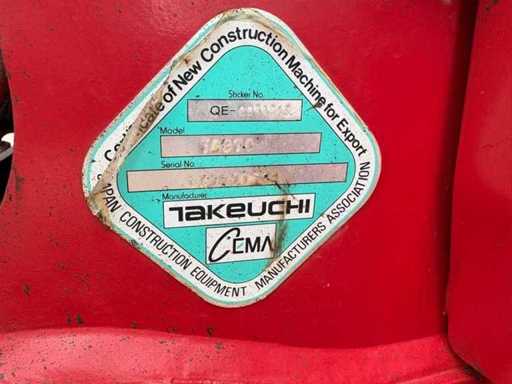 Certificate of New Construction Machine for Export
Sticker No.
QE-
Model
Serial No.
Manufacturer
TAKEUCHI
CEMA
JAPAN CONSTRUCTION EQUIPMENT MANUFACTURERS ASSOCIATION